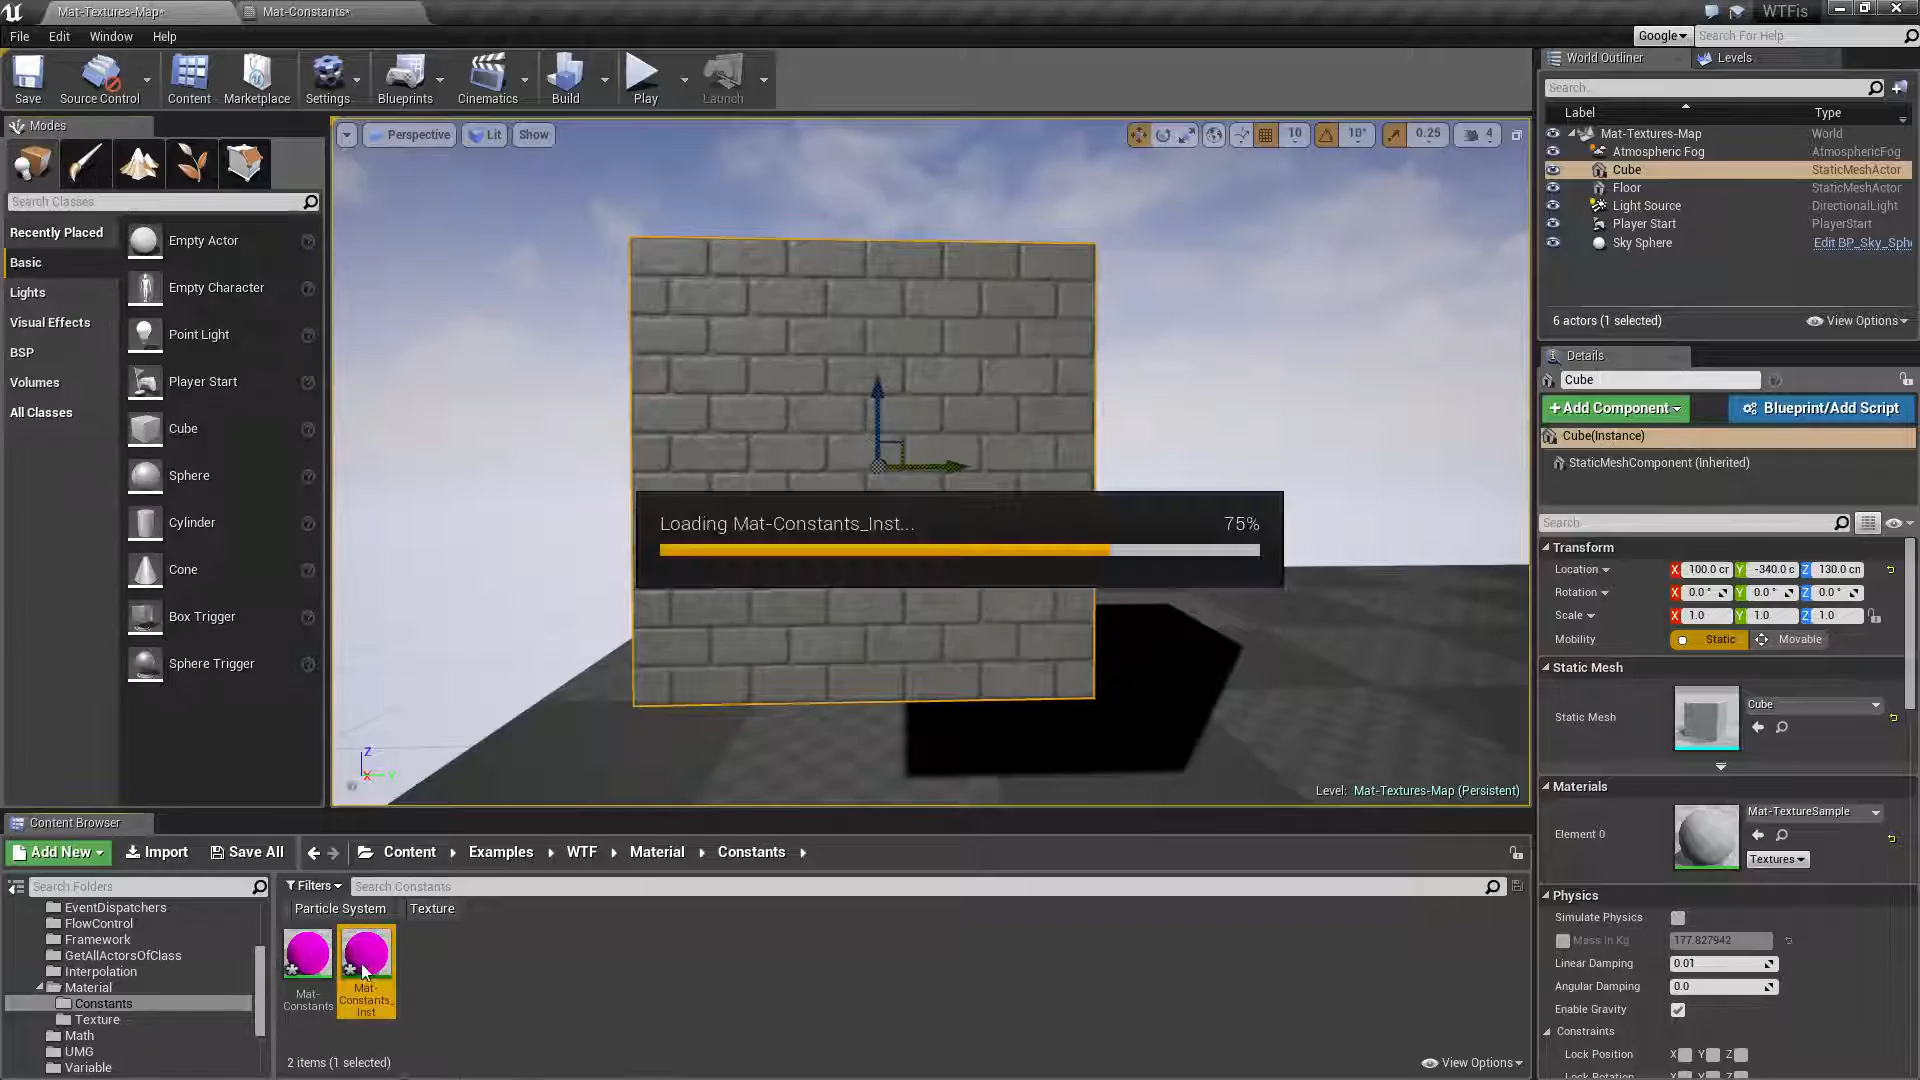 Mat-Textures-Map*
Mat-Constants*
WTFis
File Edit Window Help
Google
Search For Help
Save
Source Control
Content
Marketplace
Settings
Blueprints
Cinematics
Build
Play
Launch
World Outliner
Levels
Search...
Label Type
Mat-Textures-Map World
Atmospheric Fog AtmosphericFog
Cube StaticMeshActor
Floor StaticMeshActor
Light Source DirectionalLight
Player Start PlayerStart
Sky Sphere Edit BP_Sky_Sph
6 actors (1 selected)
View Options
Modes
Search Classes
Recently Placed
Basic
Lights
Visual Effects
BSP
Volumes
All Classes
Empty Actor
Empty Character
Point Light
Player Start
Cube
Sphere
Cylinder
Cone
Box Trigger
Sphere Trigger
Perspective
Lit
Show
10
10°
0.25
4
Loading Mat-Constants_Inst... 75%
Z
X Y
Level: Mat-Textures-Map (Persistent)
Details
Cube
+Add Component
Blueprint/Add Script
Cube(Instance)
StaticMeshComponent (Inherited)
Search
Transform
Location X 100.0 cm Y -340.0 c Z 130.0 cm
Rotation X 0.0 ° Y 0.0 ° Z 0.0 °
Scale X 1.0 Y 1.0 Z 1.0
Mobility Static Movable
Static Mesh
Static Mesh
Cube
Materials
Element 0
Mat-TextureSample
Textures
Physics
Simulate Physics
Mass In Kg 177.827942
Linear Damping 0.01
Angular Damping 0.0
Enable Gravity
Constraints
Lock Position X Y Z
Lock Rotation X Y Z
Content Browser
Add New
Import
Save All
Content
Examples
WTF
Material
Constants
Search Folders
EventDispatchers
FlowControl
Framework
GetAllActorsOfClass
Interpolation
Material
Constants
Texture
Math
UMG
Variable
Filters
Search Constants
Particle System
Texture
Mat-
Constants
Mat-
Constants_
Inst
2 items (1 selected)
View Options